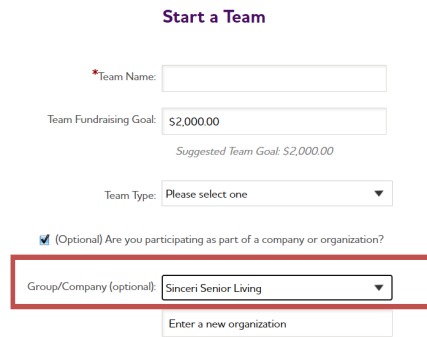 Start a Team
*Team Name:
Team Fundraising Goal: $2,000.00
Suggested Team Goal: $2,000.00
Team Type: Please select one
(Optional) Are you participating as part of a company or organization?
Group/Company (optional): Sinceri Senior Living
Enter a new organization